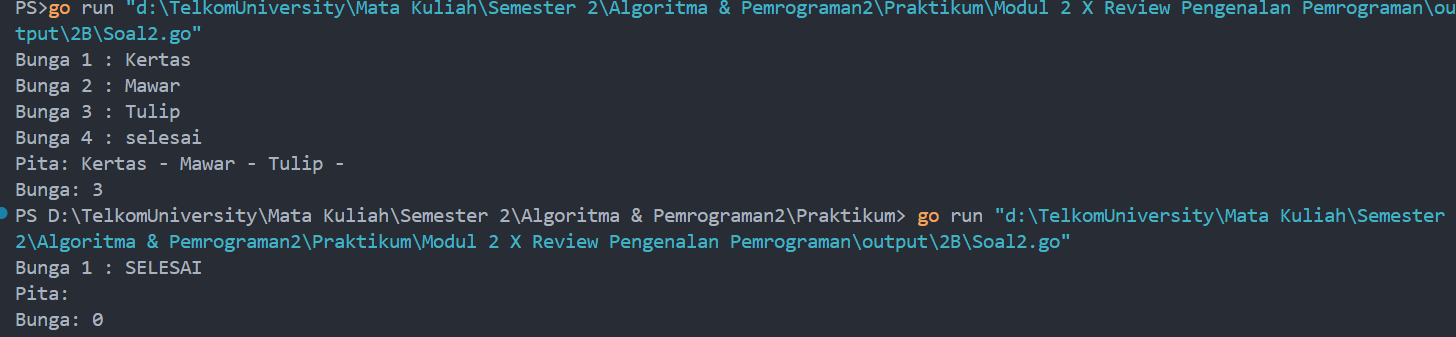 PS>go run "d:\TelkomUniversity\Mata Kuliah\Semester 2\Algoritma & Pemrograman2\Praktikum\Modul 2 X Review Pengenalan Pemrograman\ou
tput\2B\Soal2.go"
Bunga 1 : Kertas
Bunga 2 : Mawar
Bunga 3 : Tulip
Bunga 4 : selesai
Pita: Kertas - Mawar - Tulip -
Bunga: 3
PS D:\TelkomUniversity\Mata Kuliah\Semester 2\Algoritma & Pemrograman2\Praktikum> go run "d:\TelkomUniversity\Mata Kuliah\Semester
2\Algoritma & Pemrograman2\Praktikum\Modul 2 X Review Pengenalan Pemrograman\output\2B\Soal2.go"
Bunga 1 : SELESAI
Pita:
Bunga: 0